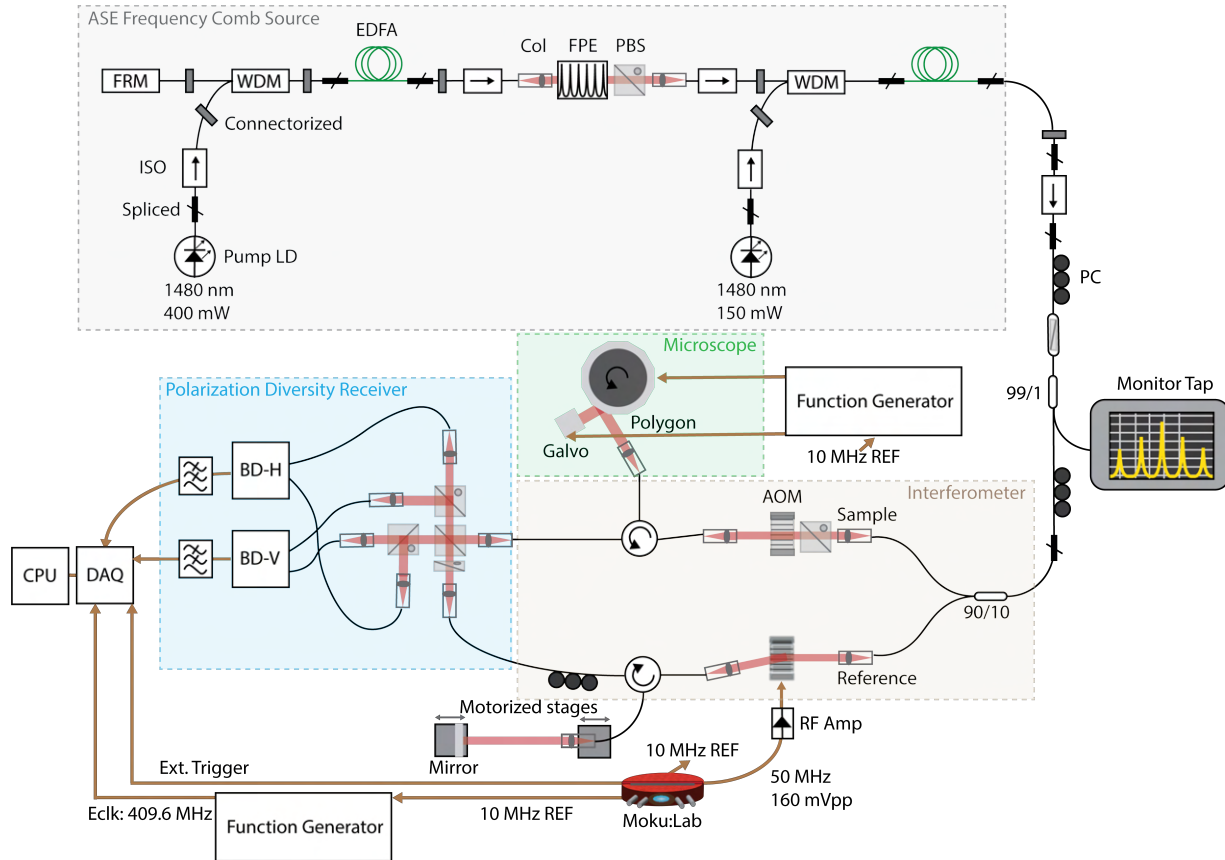 ASE Frequency Comb Source
EDFA
Col
FPE
PBS
FRM
WDM
WDM
Connectorized
ISO
Spliced
Pump LD
1480 nm
400 mW
1480 nm
150 mW
PC
99/1
Monitor Tap
Microscope
Polygon
Galvo
Function Generator
10 MHz REF
Polarization Diversity Receiver
BD-H
BD-V
CPU
DAQ
Interferometer
AOM
Sample
90/10
Reference
RF Amp
50 MHz
160 mVpp
Motorized stages
Mirror
10 MHz REF
Ext. Trigger
Eclk: 409.6 MHz
Function Generator
10 MHz REF
Moku:Lab